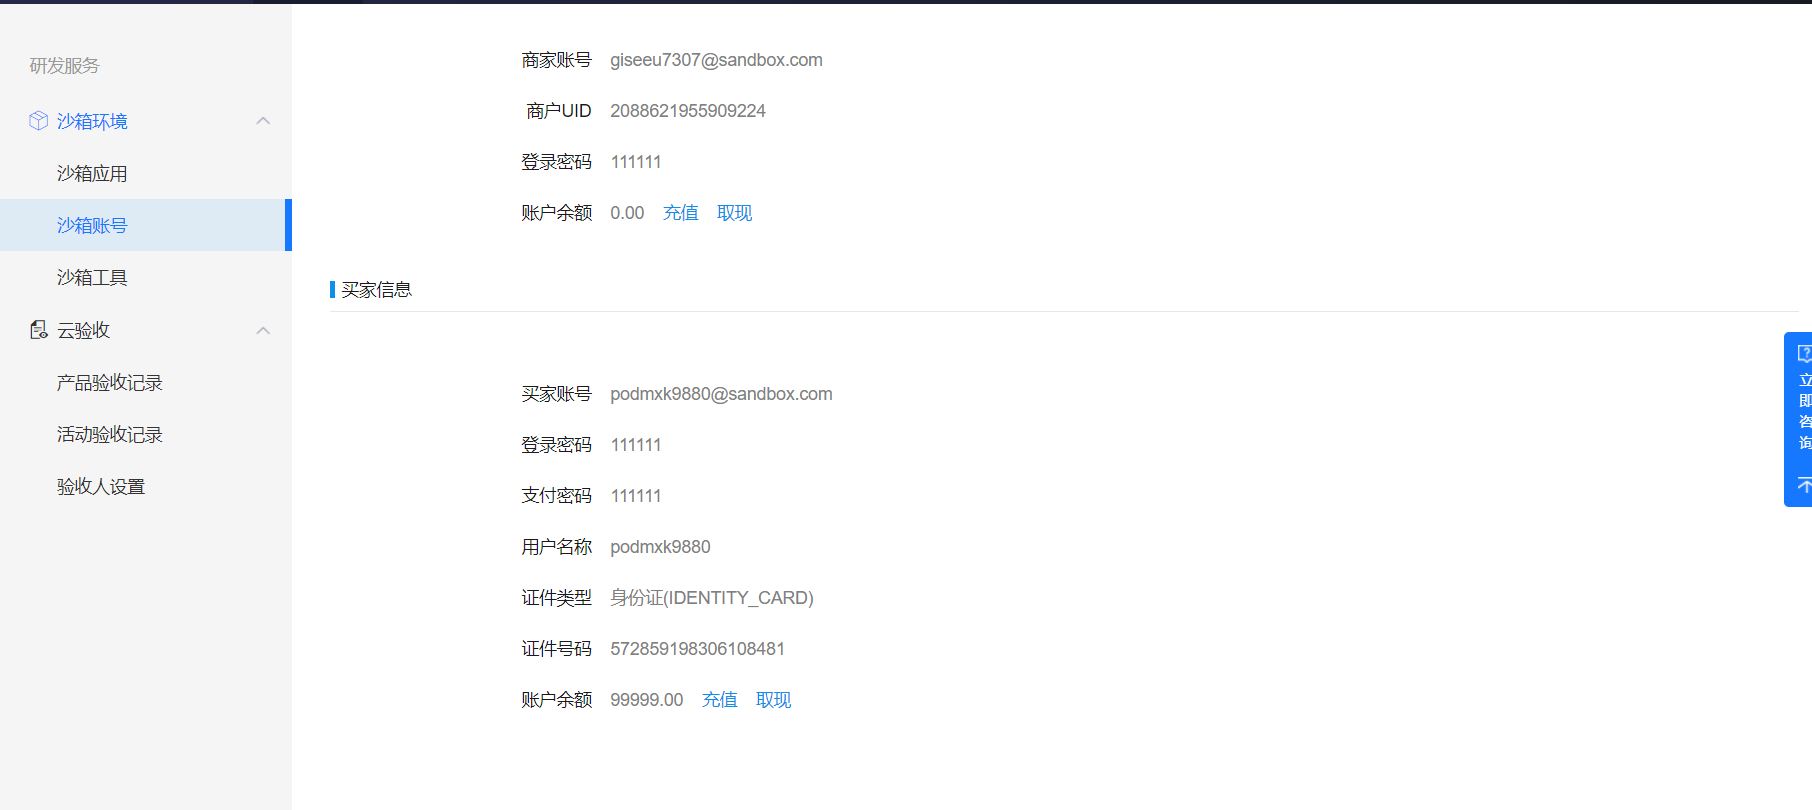 研发服务
沙箱环境
沙箱应用
沙箱账号
沙箱工具
云验收
产品验收记录
活动验收记录
验收人设置
商家账号 giseeu7307@sandbox.com
商户UID 2088621955909224
登录密码 111111
账户余额 0.00 充值 取现
买家信息
买家账号 podmxk9880@sandbox.com
登录密码 111111
支付密码 111111
用户名称 podmxk9880
证件类型 身份证(IDENTITY_CARD)
证件号码 572859198306108481
账户余额 99999.00 充值 取现
立
即
咨
询